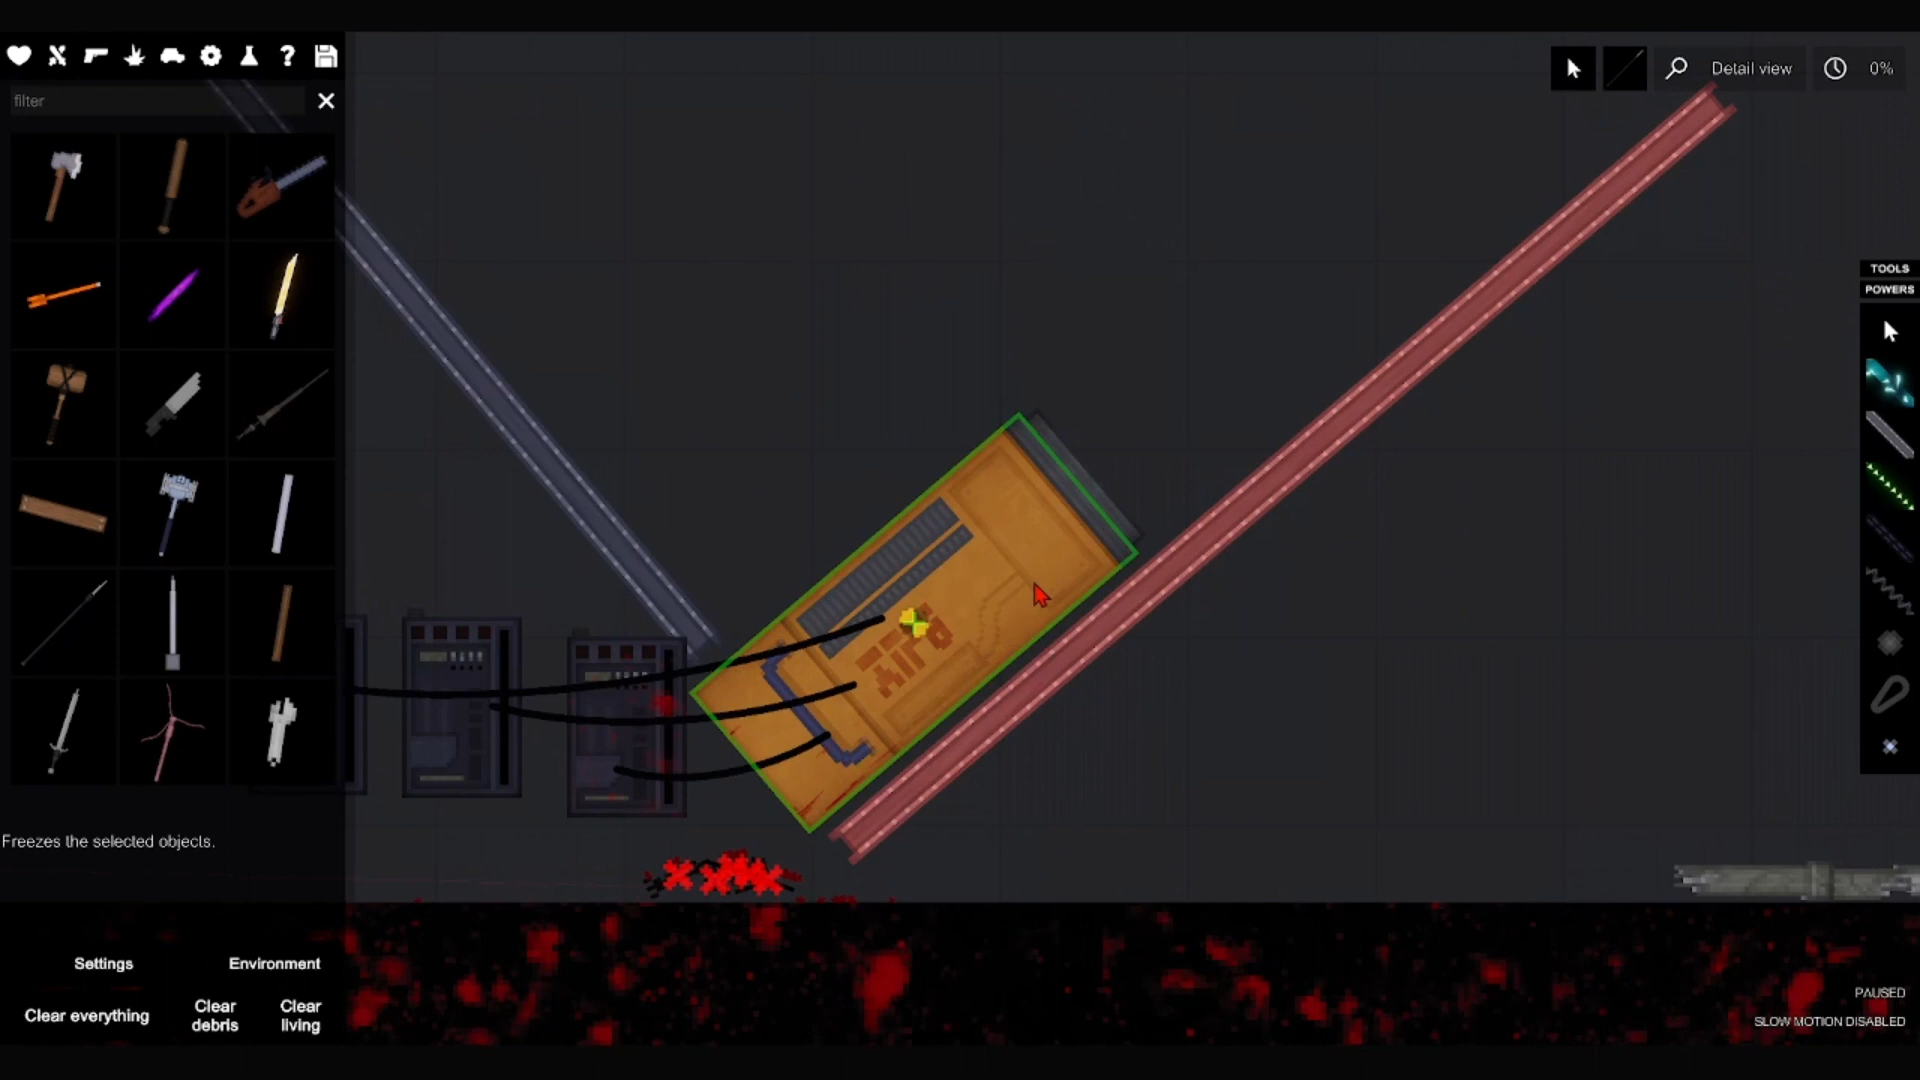 filter
Detail view
0%
TOOLS
POWERS
Freezes the selected objects.
Settings
Environment
Clear everything
Clear
debris
Clear
living
PAUSED
SLOW MOTION DISABLED